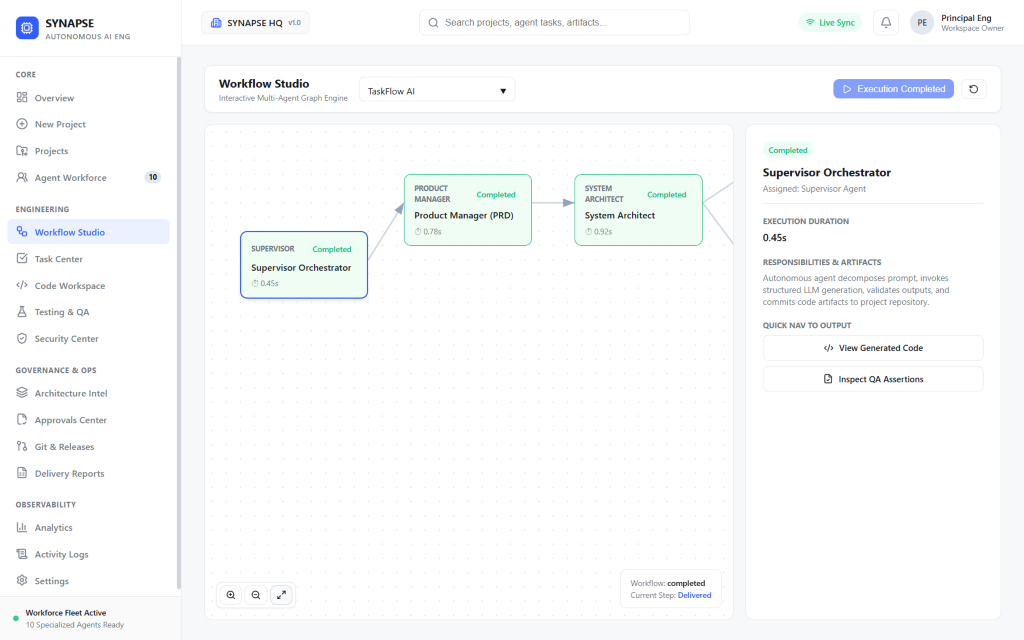 SYNAPSE
AUTONOMOUS AI ENG
SYNAPSE HQ v1.0
Search projects, agent tasks, artifacts...
Live Sync
PE
Principal Eng
Workspace Owner
CORE
Overview
New Project
Projects
Agent Workforce 10
ENGINEERING
Workflow Studio
Task Center
Code Workspace
Testing & QA
Security Center
GOVERNANCE & OPS
Architecture Intel
Approvals Center
Git & Releases
Delivery Reports
OBSERVABILITY
Analytics
Activity Logs
Settings
Workforce Fleet Active
10 Specialized Agents Ready
Workflow Studio
Interactive Multi-Agent Graph Engine
TaskFlow AI
Execution Completed
SUPERVISOR Completed
Supervisor Orchestrator
0.45s
PRODUCT
MANAGER
Completed
Product Manager (PRD)
0.78s
SYSTEM
ARCHITECT
Completed
System Architect
0.92s
Workflow: completed
Current Step: Delivered
Completed
Supervisor Orchestrator
Assigned: Supervisor Agent
EXECUTION DURATION
0.45s
RESPONSIBILITIES & ARTIFACTS
Autonomous agent decomposes prompt, invokes
structured LLM generation, validates outputs, and
commits code artifacts to project repository.
QUICK NAV TO OUTPUT
View Generated Code
Inspect QA Assertions